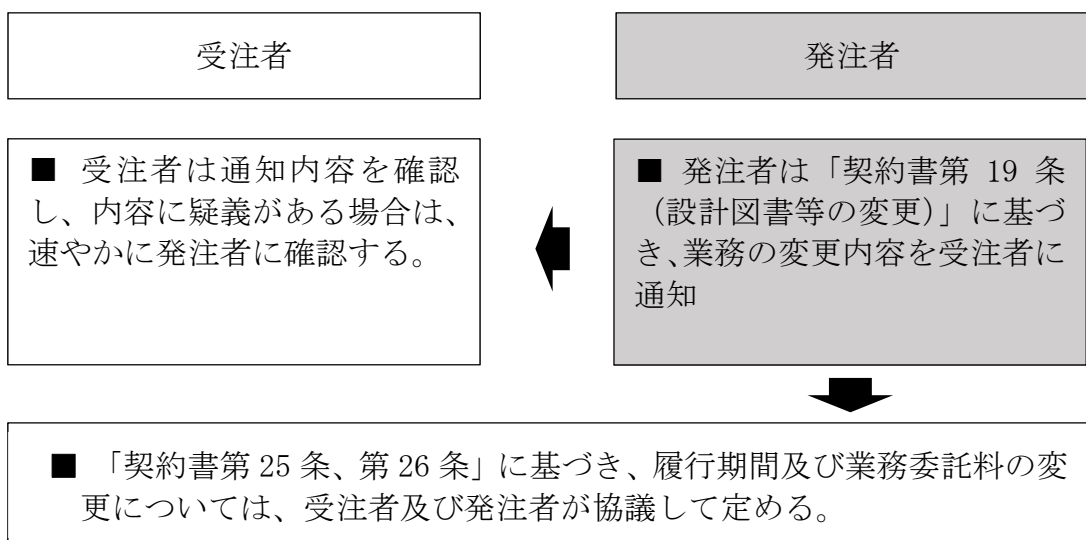 受注者
発注者
■ 受注者は通知内容を確認
し、内容に疑義がある場合は、
速やかに発注者に確認する。
■ 発注者は「契約書第 19 条
(設計図書等の変更)」に基づ
き、業務の変更内容を受注者に
通知
■ 「契約書第 25 条、第 26 条」に基づき、履行期間及び業務委託料の変
更については、受注者及び発注者が協議して定める。